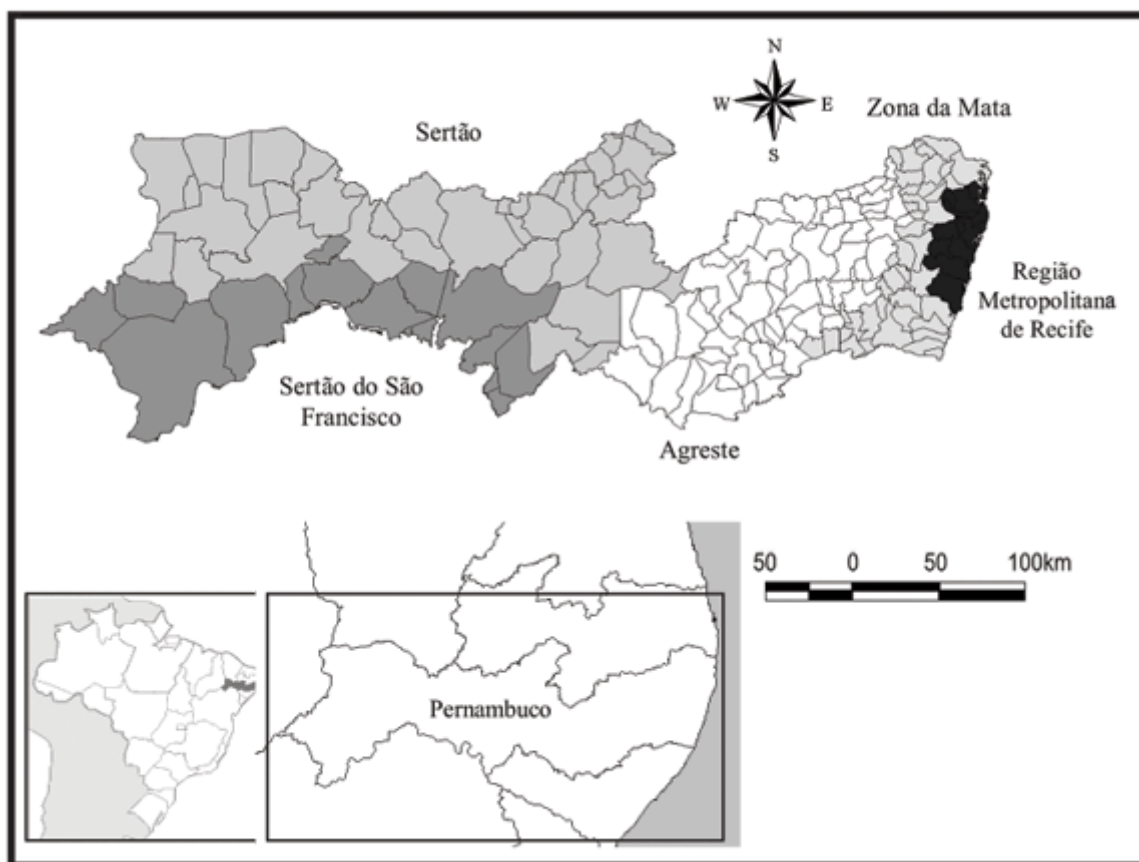 N
W
E
S
Sertão
Zona da Mata
Região
Metropolitana
de Recife
Sertão do São
Francisco
Agreste
50 0 50 100km
Pernambuco